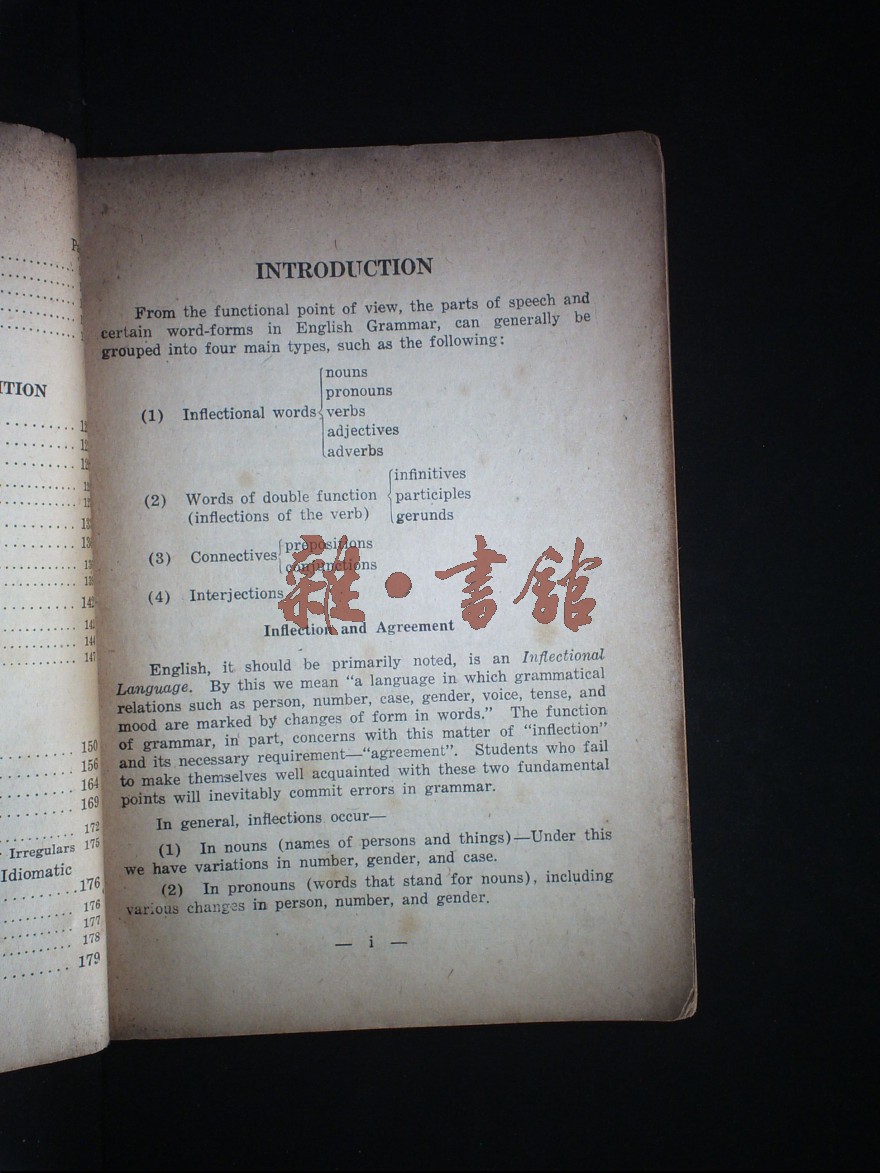 ITION
150
156
164
169
172
Irregulars 175
Idiomatic
176
176
177
178
179
INTRODUCTION
From the functional point of view, the parts of speech and
certain word-forms in English Grammar, can generally be
grouped into four main types, such as the following:
(1) Inflectional words
nouns
pronouns
verbs
adjectives
adverbs
(2) Words of double function
(inflections of the verb)
infinitives
participles
gerunds
(3) Connectives
prepositions
conjunctions
(4) Interjections
雜·書館
Inflection and Agreement
English, it should be primarily noted, is an Inflectional
Language. By this we mean "a language in which grammatical
relations such as person, number, case, gender, voice, tense, and
mood are marked by changes of form in words." The function
of grammar, in part, concerns with this matter of "inflection"
and its necessary requirement—"agreement". Students who fail
to make themselves well acquainted with these two fundamental
points will inevitably commit errors in grammar.
In general, inflections occur—
(1) In nouns (names of persons and things)—Under this
we have variations in number, gender, and case.
(2) In pronouns (words that stand for nouns), including
various changes in person, number, and gender.
— i —